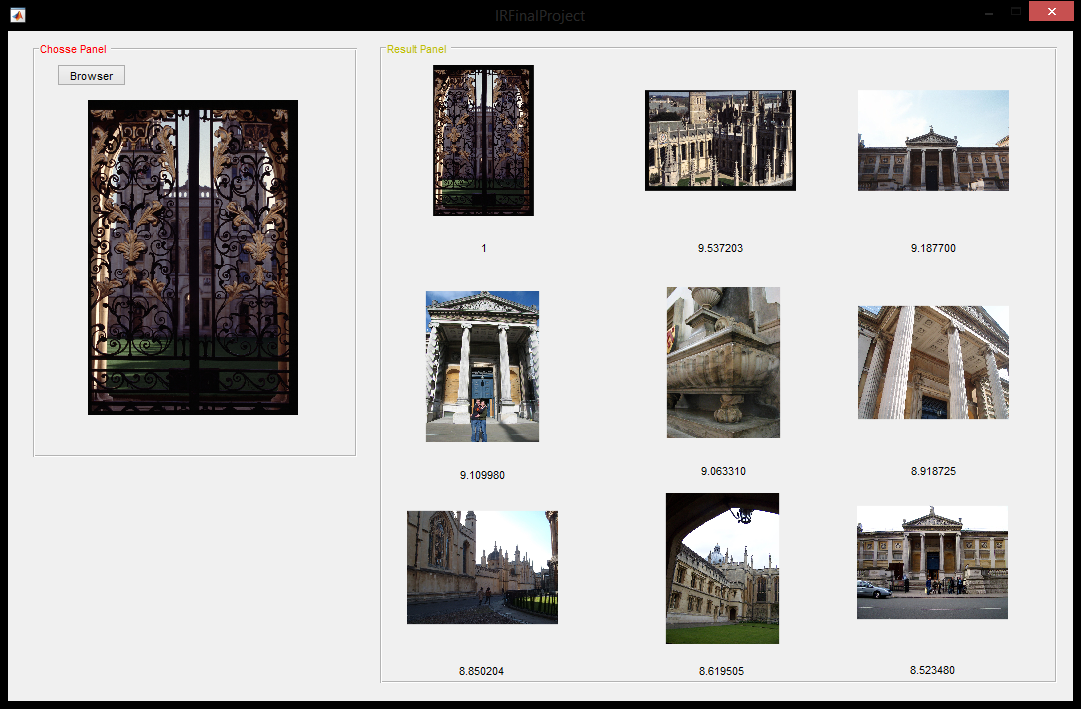 IRFinalProject
Chosse Panel
Browser
Result Panel
1
9.537203
9.187700
9.109980
9.063310
8.918725
8.850204
8.619505
8.523480